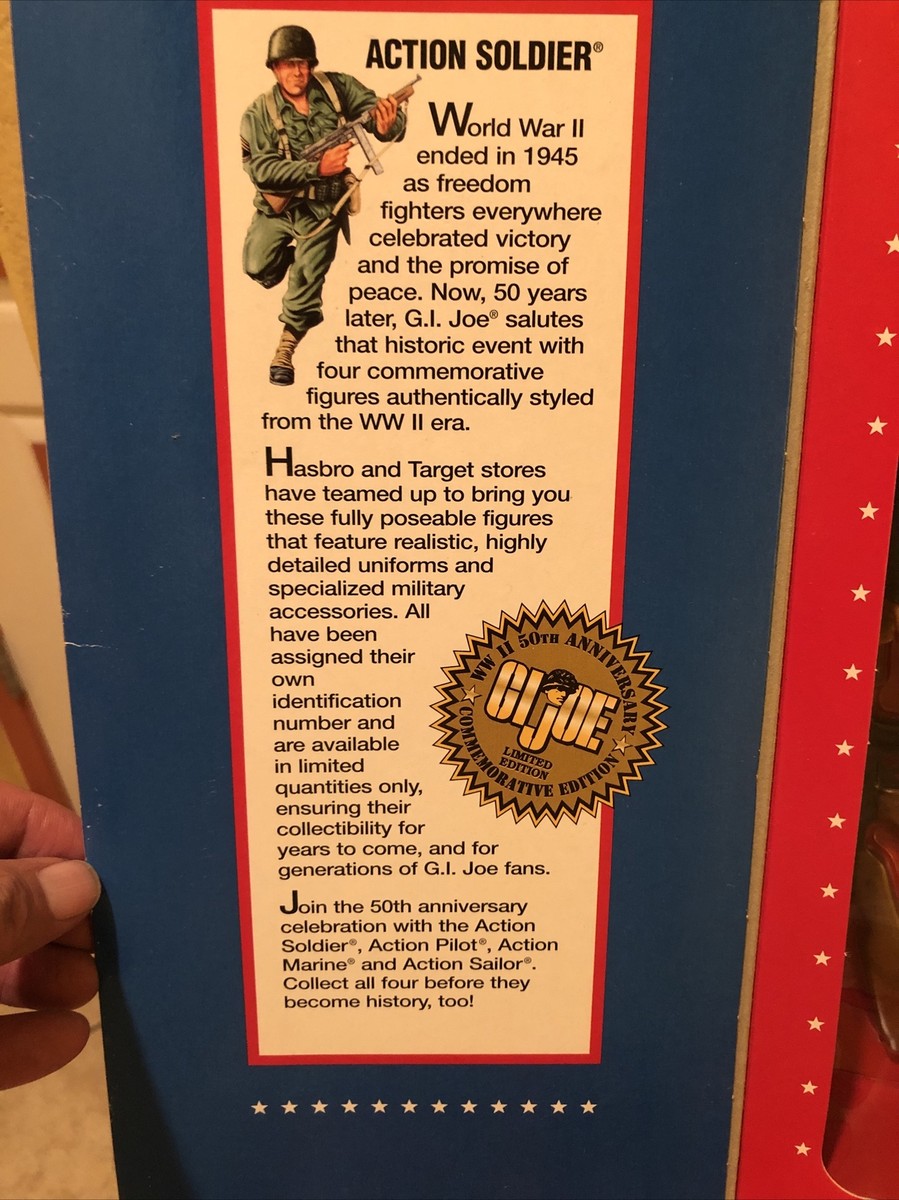 ACTION SOLDIER®
World War II
ended in 1945
as freedom
fighters everywhere
celebrated victory
and the promise of
peace. Now, 50 years
later, G.I. Joe® salutes
that historic event with
four commemorative
figures authentically styled
from the WW II era.
Hasbro and Target stores
have teamed up to bring you
these fully poseable figures
that feature realistic, highly
detailed uniforms and
specialized military
accessories. All
have been
assigned their
own
identification
number and
are available
in limited
quantities only,
ensuring their
collectibility for
years to come, and for
generations of G.I. Joe fans.
WW II 50TH ANNIVERSARY
GI JOE
LIMITED
EDITION
COMMEMORATIVE EDITION
Join the 50th anniversary
celebration with the Action
Soldier®, Action Pilot®, Action
Marine® and Action Sailor®.
Collect all four before they
become history, too!